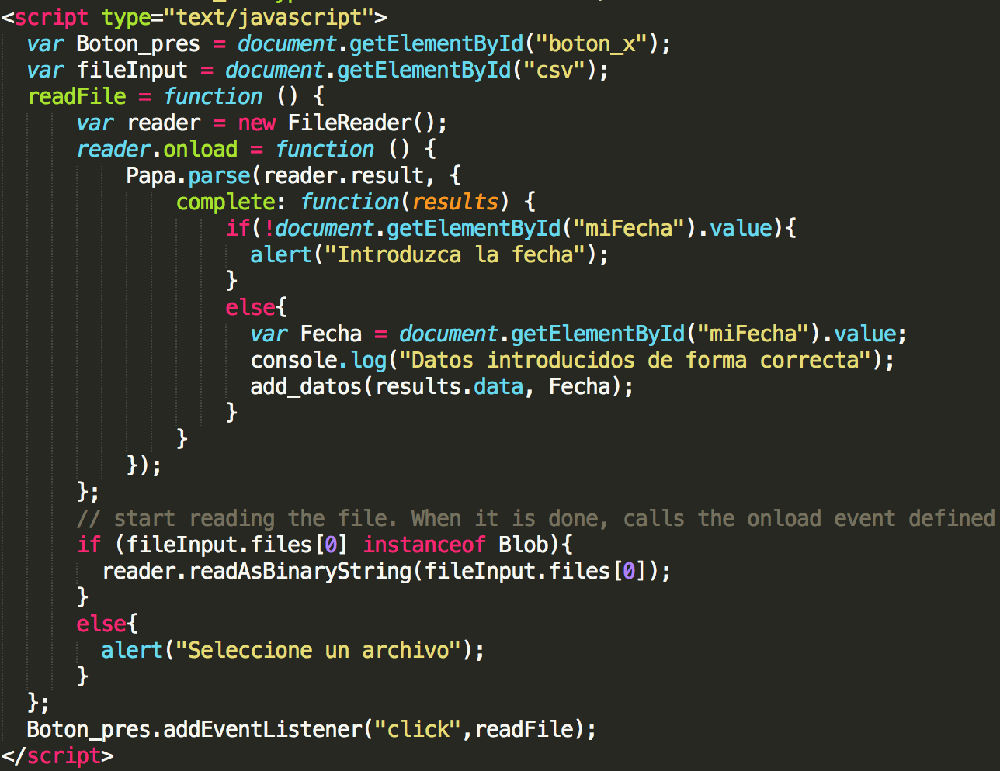 <script type="text/javascript">
var Boton_pres = document.getElementById("boton_x");
var fileInput = document.getElementById("csv");
readFile = function () {
var reader = new FileReader();
reader.onload = function () {
Papa.parse(reader.result, {
complete: function(results) {
if(!document.getElementById("miFecha").value){
alert("Introduzca la fecha");
}
else{
var Fecha = document.getElementById("miFecha").value;
console.log("Datos introducidos de forma correcta");
add_datos(results.data, Fecha);
}
}
});
};
// start reading the file. When it is done, calls the onload event defined
if (fileInput.files[0] instanceof Blob){
reader.readAsBinaryString(fileInput.files[0]);
}
else{
alert("Seleccione un archivo");
}
};
Boton_pres.addEventListener("click",readFile);
</script>